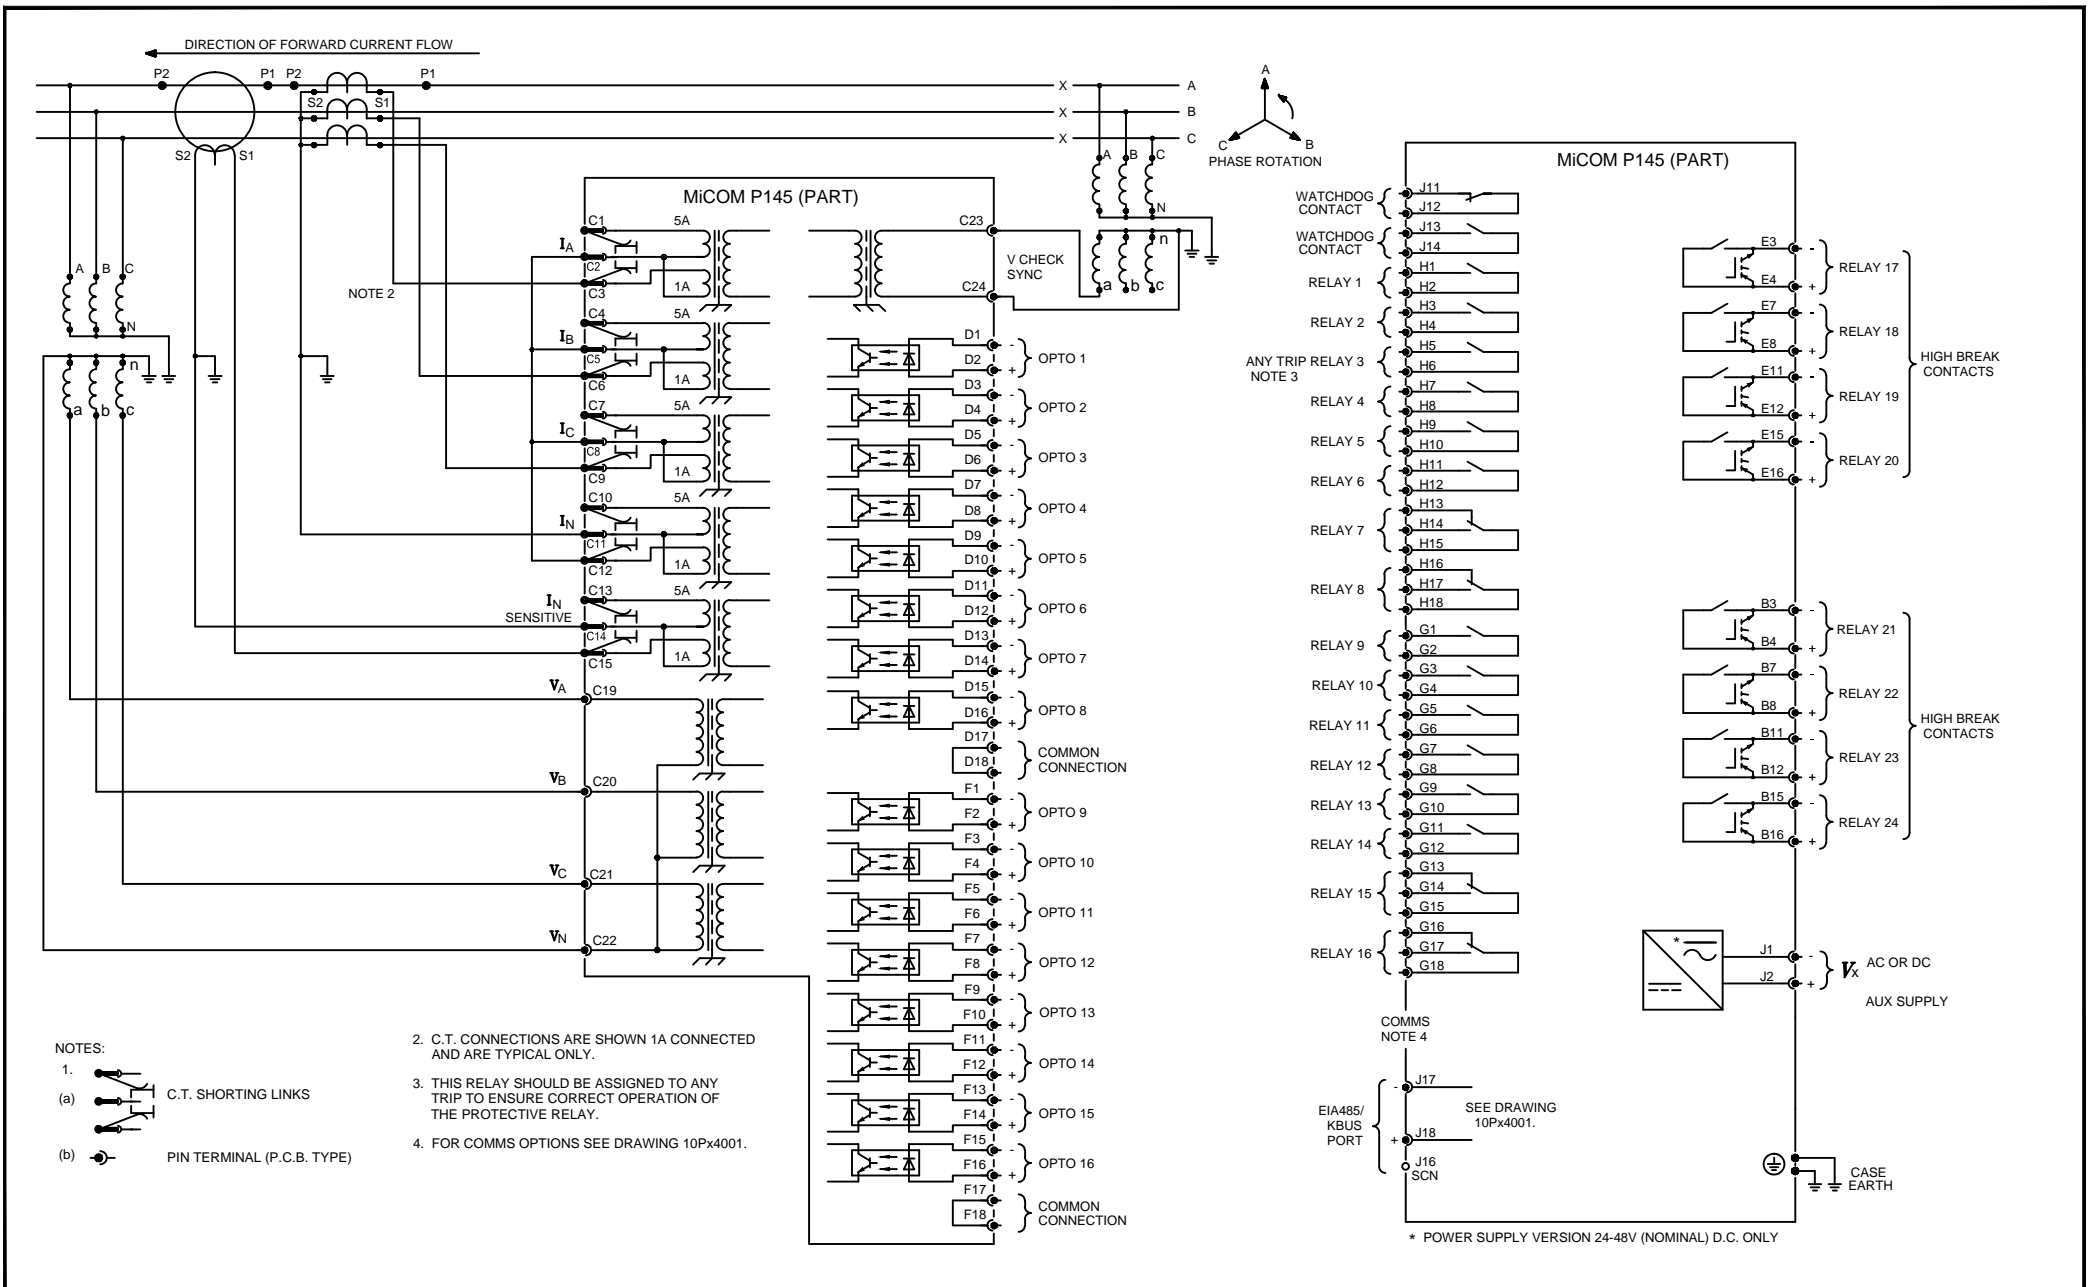 DIRECTION OF FORWARD CURRENT FLOW
P2
P1
P2
P1
S2
S1
S2
S1
X
A
X
B
X
C
A
B
C
N
a
b
c
n
A
C
B
PHASE ROTATION
A
B
C
N
n
a
b
c
NOTE 2
MiCOM P145 (PART)
IA
C1
5A
C2
C3
1A
IB
C4
5A
C5
C6
1A
IC
C7
5A
C8
C9
1A
IN
C10
5A
C11
C12
1A
IN
SENSITIVE
C13
5A
C14
C15
1A
VA
C19
VB
C20
VC
C21
VN
C22
C23
V CHECK
SYNC
C24
D1
-
D2
+
OPTO 1
D3
-
D4
+
OPTO 2
D5
-
D6
+
OPTO 3
D7
-
D8
+
OPTO 4
D9
-
D10
+
OPTO 5
D11
-
D12
+
OPTO 6
D13
-
D14
+
OPTO 7
D15
-
D16
+
OPTO 8
D17
D18
COMMON
CONNECTION
F1
-
F2
+
OPTO 9
F3
-
F4
+
OPTO 10
F5
-
F6
+
OPTO 11
F7
-
F8
+
OPTO 12
F9
-
F10
+
OPTO 13
F11
-
F12
+
OPTO 14
F13
-
F14
+
OPTO 15
F15
-
F16
+
OPTO 16
F17
F18
COMMON
CONNECTION
MiCOM P145 (PART)
WATCHDOG
CONTACT
J11
J12
WATCHDOG
CONTACT
J13
J14
RELAY 1
H1
H2
RELAY 2
H3
H4
ANY TRIP RELAY 3
NOTE 3
H5
H6
RELAY 4
H7
H8
RELAY 5
H9
H10
RELAY 6
H11
H12
RELAY 7
H13
H14
H15
RELAY 8
H16
H17
H18
RELAY 9
G1
G2
RELAY 10
G3
G4
RELAY 11
G5
G6
RELAY 12
G7
G8
RELAY 13
G9
G10
RELAY 14
G11
G12
RELAY 15
G13
G14
G15
RELAY 16
G16
G17
G18
COMMS
NOTE 4
EIA485/
KBUS
PORT
-
J17
+
J18
J16
SCN
SEE DRAWING
10Px4001.
E3
-
E4
+
RELAY 17
E7
-
E8
+
RELAY 18
E11
-
E12
+
RELAY 19
E15
-
E16
+
RELAY 20
HIGH BREAK
CONTACTS
B3
-
B4
+
RELAY 21
B7
-
B8
+
RELAY 22
B11
-
B12
+
RELAY 23
B15
-
B16
+
RELAY 24
HIGH BREAK
CONTACTS
*
J1
-
J2
+
Vx
AC OR DC
AUX SUPPLY
CASE
EARTH
* POWER SUPPLY VERSION 24-48V (NOMINAL) D.C. ONLY
NOTES:
1.
(a)
C.T. SHORTING LINKS
(b)
PIN TERMINAL (P.C.B. TYPE)
2. C.T. CONNECTIONS ARE SHOWN 1A CONNECTED
AND ARE TYPICAL ONLY.
3. THIS RELAY SHOULD BE ASSIGNED TO ANY
TRIP TO ENSURE CORRECT OPERATION OF
THE PROTECTIVE RELAY.
4. FOR COMMS OPTIONS SEE DRAWING 10Px4001.